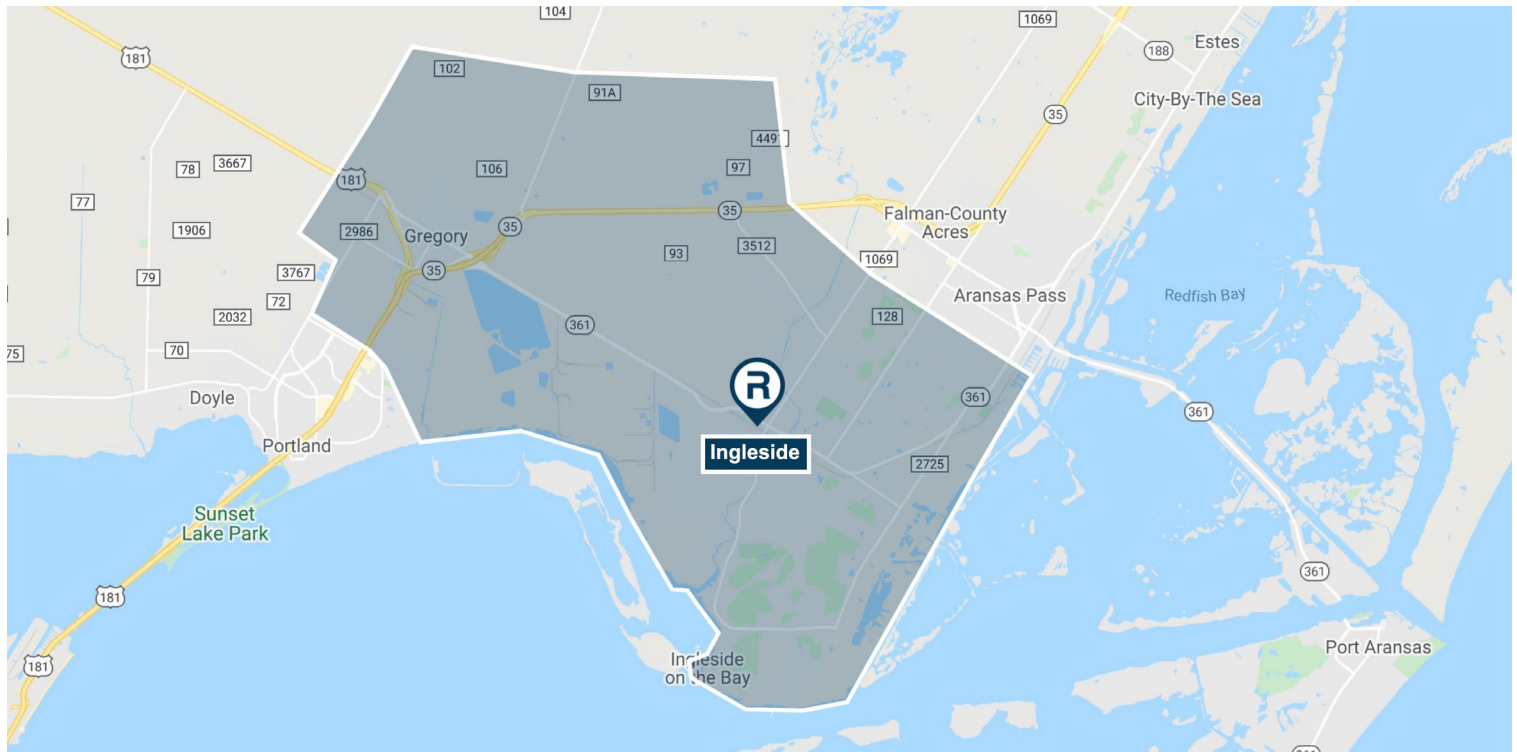 104
1069
Estes
181
188
102
City-By-The Sea
91A
35
4491
78
3667
106
97
181
77
Falman-County
Acres
35
1906
2986
Gregory
35
3512
93
1069
79
3767
35
Aransas Pass
Redfish Bay
72
2032
361
128
75
70
R
Doyle
361
361
Portland
Ingleside
2725
Sunset
Lake Park
361
181
Port Aransas
Ingleside
on the Bay
181